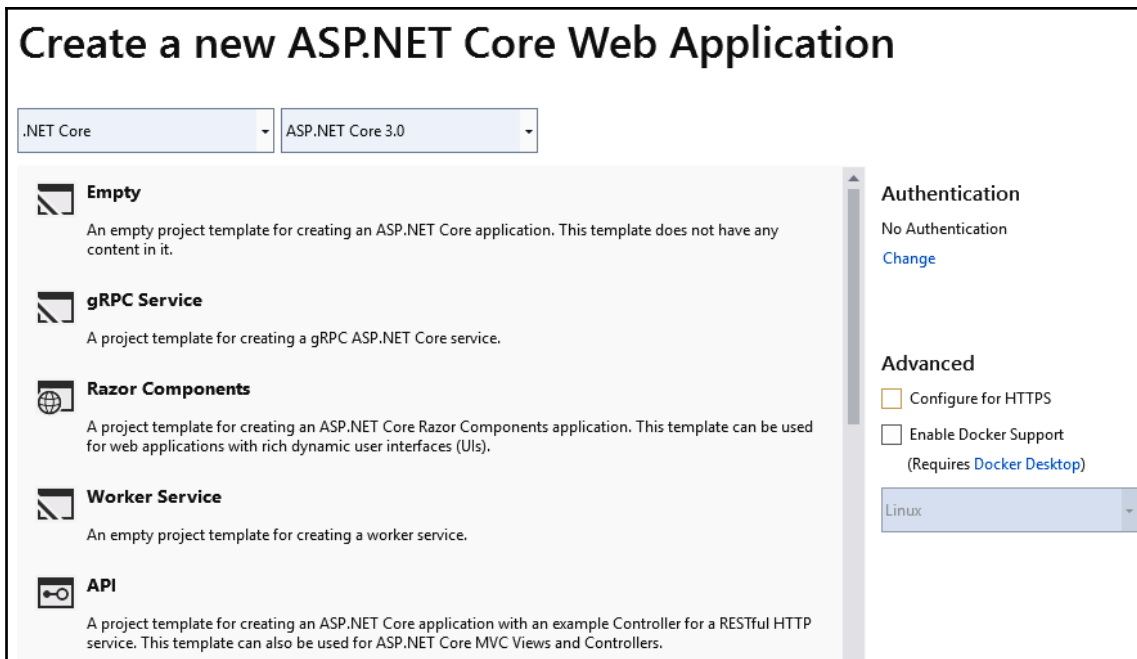 Create a new ASP.NET Core Web Application
.NET Core
ASP.NET Core 3.0
Empty
An empty project template for creating an ASP.NET Core application. This template does not have any
content in it.
gRPC Service
A project template for creating a gRPC ASP.NET Core service.
Razor Components
A project template for creating an ASP.NET Core Razor Components application. This template can be used
for web applications with rich dynamic user interfaces (UIs).
Worker Service
An empty project template for creating a worker service.
API
A project template for creating an ASP.NET Core application with an example Controller for a RESTful HTTP
service. This template can also be used for ASP.NET Core MVC Views and Controllers.
Authentication
No Authentication
Change
Advanced
Configure for HTTPS
Enable Docker Support
(Requires Docker Desktop)
Linux